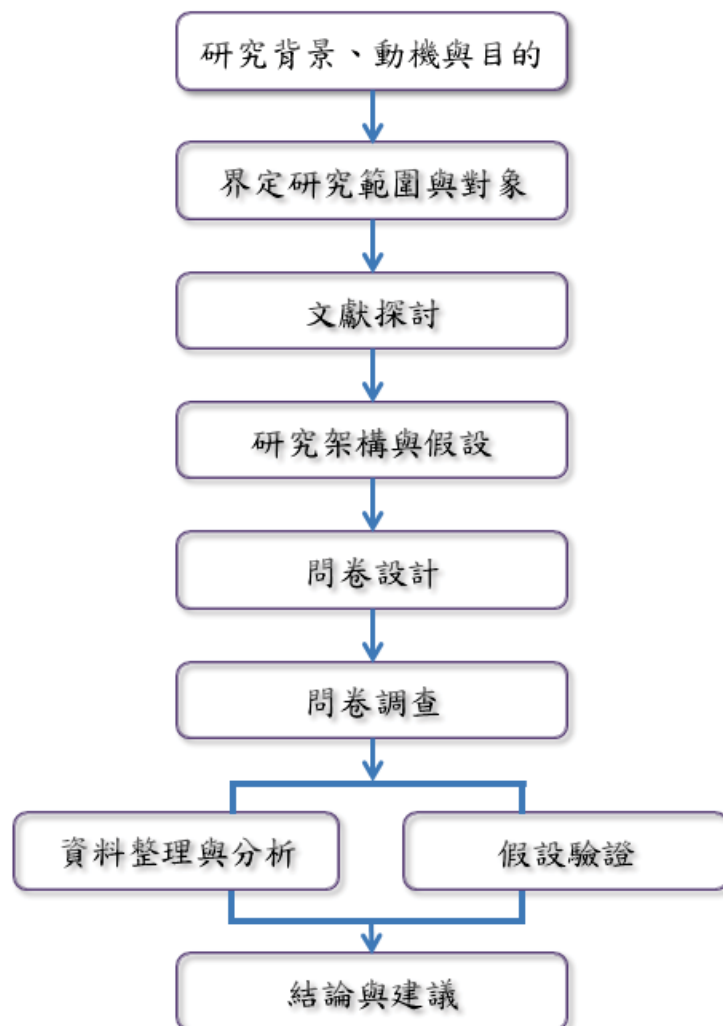 研究背景、動機與目的
界定研究範圍與對象
文獻探討
研究架構與假設
問卷設計
問卷調查
資料整理與分析
假設驗證
結論與建議